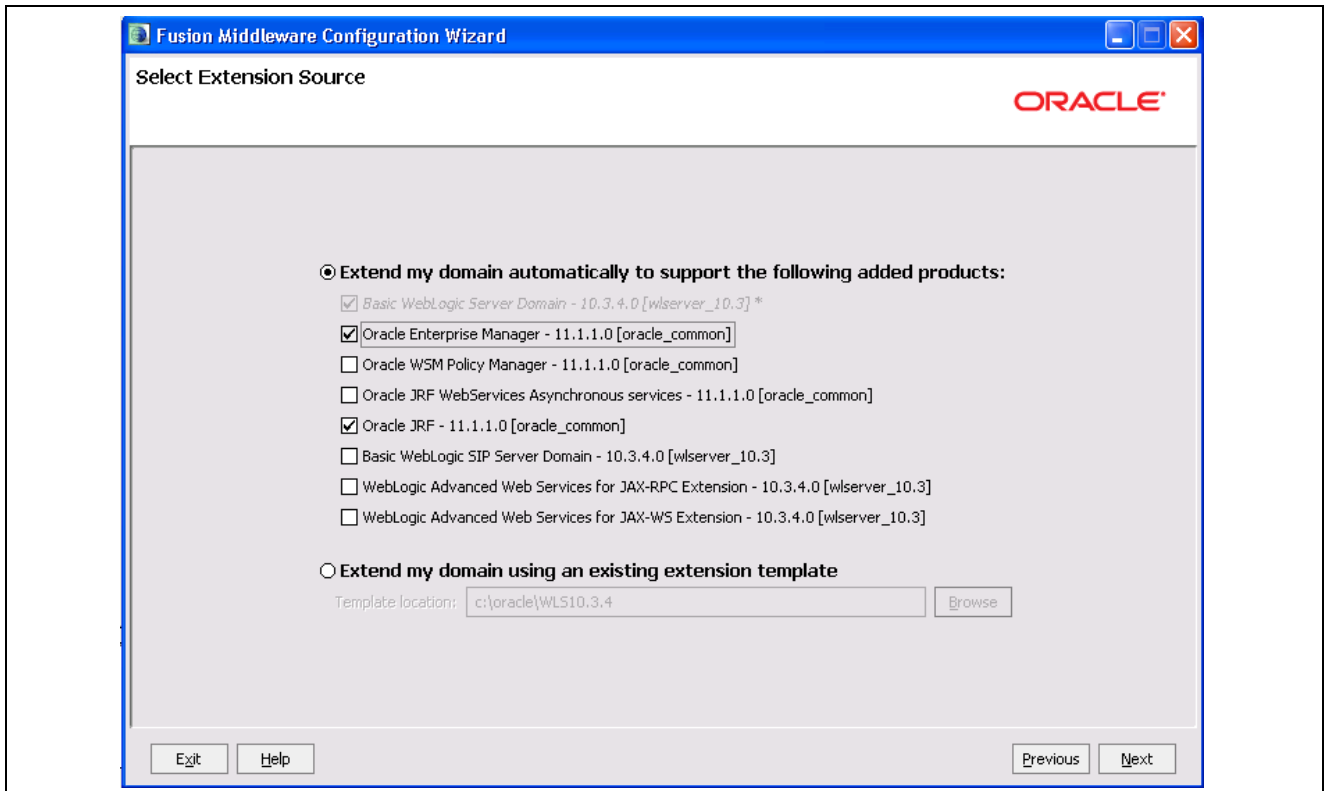 Fusion Middleware Configuration Wizard
Select Extension Source
ORACLE
Extend my domain automatically to support the following added products:
Basic WebLogic Server Domain - 10.3.4.0 [wlserver_10.3] *
Oracle Enterprise Manager - 11.1.1.0 [oracle_common]
Oracle WSM Policy Manager - 11.1.1.0 [oracle_common]
Oracle JRF WebServices Asynchronous services - 11.1.1.0 [oracle_common]
Oracle JRF - 11.1.1.0 [oracle_common]
Basic WebLogic SIP Server Domain - 10.3.4.0 [wlserver_10.3]
WebLogic Advanced Web Services for JAX-RPC Extension - 10.3.4.0 [wlserver_10.3]
WebLogic Advanced Web Services for JAX-WS Extension - 10.3.4.0 [wlserver_10.3]
Extend my domain using an existing extension template
Template location: c:\oracle\WLS10.3.4 Browse
Exit Help Previous Next